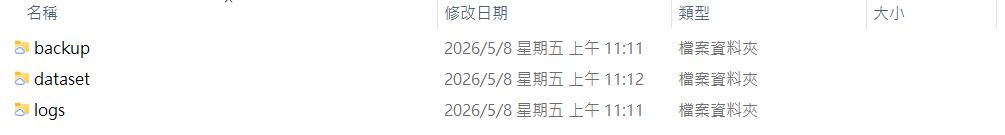 名稱 修改日期 類型 大小
backup 2026/5/8 星期五 上午 11:11 檔案資料夾
dataset 2026/5/8 星期五 上午 11:12 檔案資料夾
logs 2026/5/8 星期五 上午 11:11 檔案資料夾